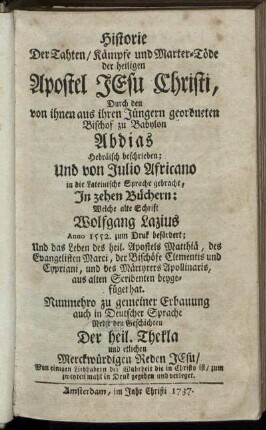 Historie
Der Tahten/ Kämpfe und Marter-Töde
der heiligen
Apostel JEsu Christi,
Durch den
von ihnen aus ihren Jüngern geordneten
Bischof zu Babylon
Abdias
Hebräisch beschrieben;
Und von Julio Africano
in die Lateinische Sprache gebracht,
In zehen Büchern:
Welche alte Schrift
Wolfgang Lazius
Anno 1552. zum Druk befördert;
Und das Leben des heil. Apostels Matthiä, des
Evangelisten Marci, der Bischöfe Clementis und
Cypriani, und des Märtyrers Apollinaris,
aus alten Scribenten beyge-
füget hat.
Nunmehro zu gemeiner Erbauung
auch in Deutscher Sprache
Nebst den Geschichten
Der heil. Thekla
und etlichen
Merckwürdigen Reden JEsu/
Von einigen Liebhabern der Wahrheit die in Christo ist/ zum
zweyten mahl in Druk gegeben und verleget.
Amsterdam, im Jahr Christi 1737.